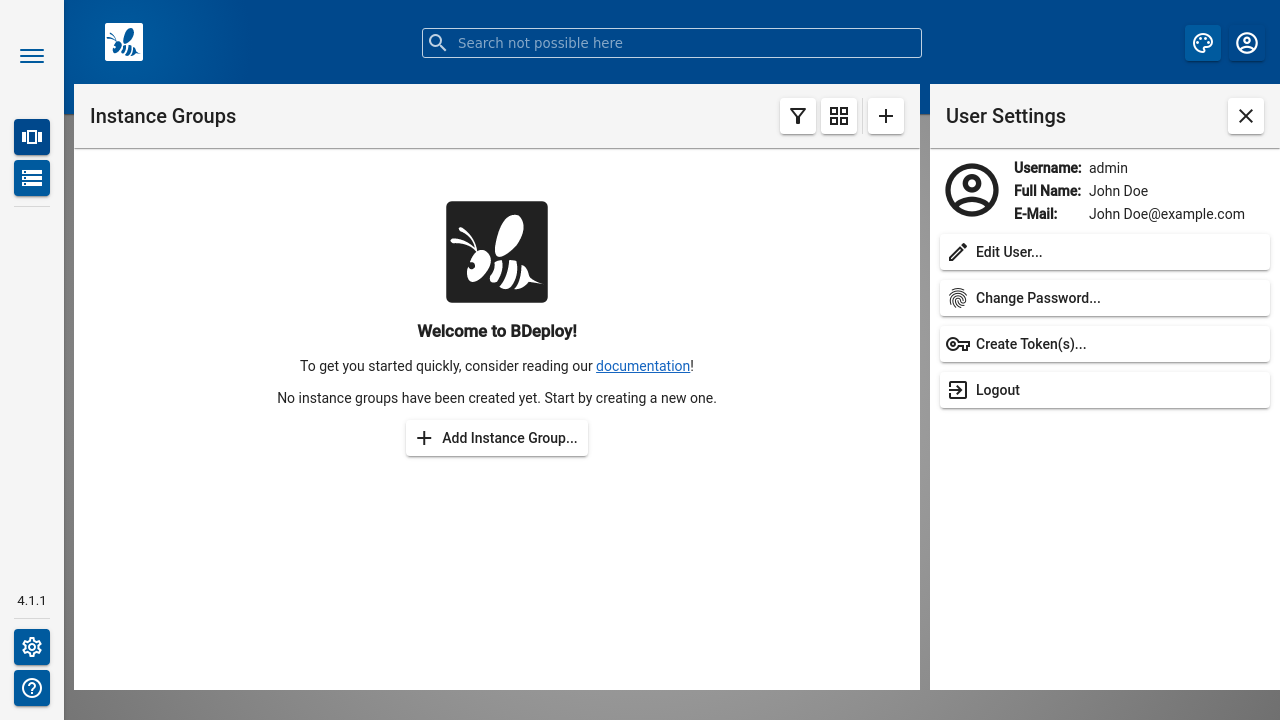 Search not possible here
Instance Groups
Welcome to BDeploy!
To get you started quickly, consider reading our documentation!
No instance groups have been created yet. Start by creating a new one.
Add Instance Group...
User Settings
Username: admin
Full Name: John Doe
E-Mail: John Doe@example.com
Edit User...
Change Password...
Create Token(s)...
Logout
4.1.1